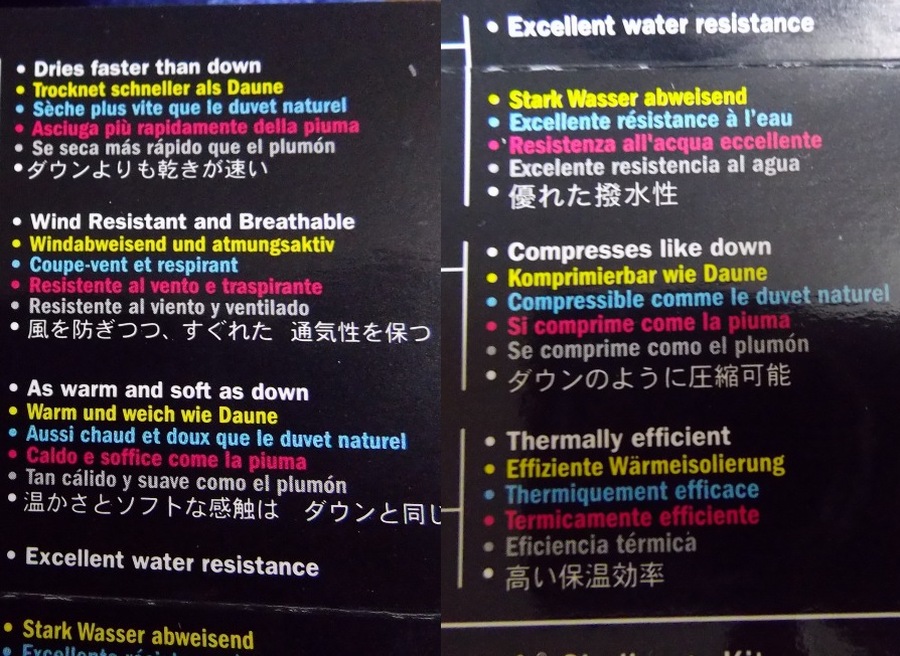 • Dries faster than down
• Trocknet schneller als Daune
• Sèche plus vite que le duvet naturel
• Asciuga più rapidamente della piuma
• Se seca más rápido que el plumón
• ダウンよりも乾きが速い
• Wind Resistant and Breathable
• Windabweisend und atmungsaktiv
• Coupe-vent et respirant
• Resistente al vento e traspirante
• Resistente al viento y ventilado
• 風を防ぎつつ、すぐれた 通気性を保つ
• As warm and soft as down
• Warm und weich wie Daune
• Aussi chaud et doux que le duvet naturel
• Caldo e soffice come la piuma
• Tan cálido y suave como el plumón
• 温かさとソフトな感触は ダウンと同じ
• Excellent water resistance
• Stark Wasser abweisend
• Excellent water resistance
• Stark Wasser abweisend
• Excellente résistance à l'eau
• Resistenza all'acqua eccellente
• Excelente resistencia al agua
• 優れた撥水性
• Compresses like down
• Komprimierbar wie Daune
• Compressible comme le duvet naturel
• Si comprime come la piuma
• Se comprime como el plumón
• ダウンのように圧縮可能
• Thermally efficient
• Effiziente Wärmeisolierung
• Thermiquement efficace
• Termicamente efficiente
• Eficiencia térmica
• 高い保温効率